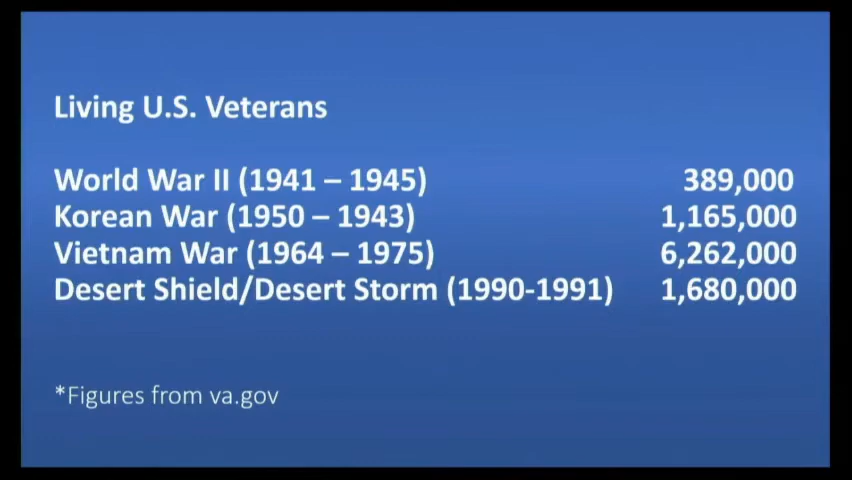 Living U.S. Veterans
World War II (1941 – 1945) 389,000
Korean War (1950 – 1943) 1,165,000
Vietnam War (1964 – 1975) 6,262,000
Desert Shield/Desert Storm (1990-1991) 1,680,000
*Figures from va.gov